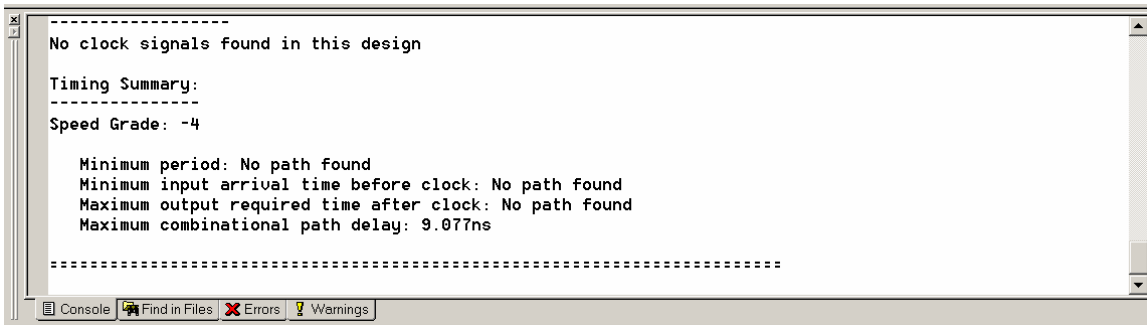 ------------------
No clock signals found in this design
Timing Summary:
---------------
Speed Grade: -4
Minimum period: No path found
Minimum input arrival time before clock: No path found
Maximum output required time after clock: No path found
Maximum combinational path delay: 9.077ns
=========================================================================
Console Find in Files Errors Warnings